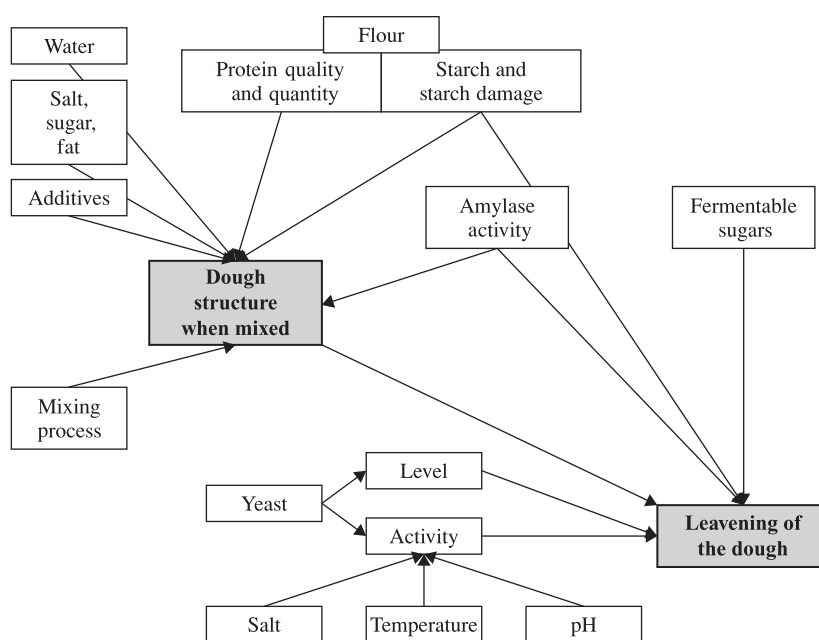 Flour
Water
Protein quality
and quantity
Starch and
starch damage
Salt,
sugar,
fat
Additives
Amylase
activity
Fermentable
sugars
Dough
structure
when mixed
Mixing
process
Level
Yeast
Activity
Leavening of
the dough
Salt
Temperature
pH